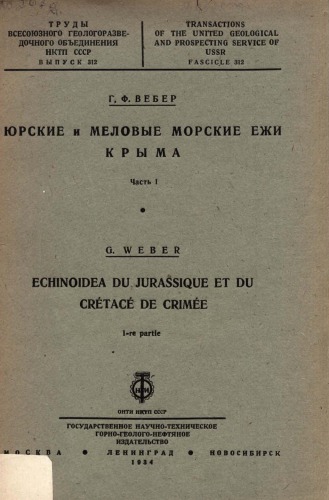 ТРУДЫ
ВСЕСОЮЗНОГО ГЕОЛОГОРАЗВЕ-
ДОЧНОГО ОБЪЕДИНЕНИЯ
НКТП СССР
ВЫПУСК 312
TRANSACTIONS
OF THE UNITED GEOLOGICAL
AND PROSPECTING SERVICE OF
USSR
FASCICLE 312
Г. Ф. ВЕБЕР
ЮРСКИЕ и МЕЛОВЫЕ МОРСКИЕ ЕЖИ
КРЫМА
Часть I
G. WEBER
ECHINOIDEA DU JURASSIQUE ET DU
CRÉTACÉ DE CRIMÉE
1-re partie
ОНТИ НКТП СССР
ГОСУДАРСТВЕННОЕ НАУЧНО-ТЕХНИЧЕСКОЕ
ГОРНО-ГЕОЛОГО-НЕФТЯНОЕ
ИЗДАТЕЛЬСТВО
МОСКВА • ЛЕНИНГРАД • НОВОСИБИРСК
1934